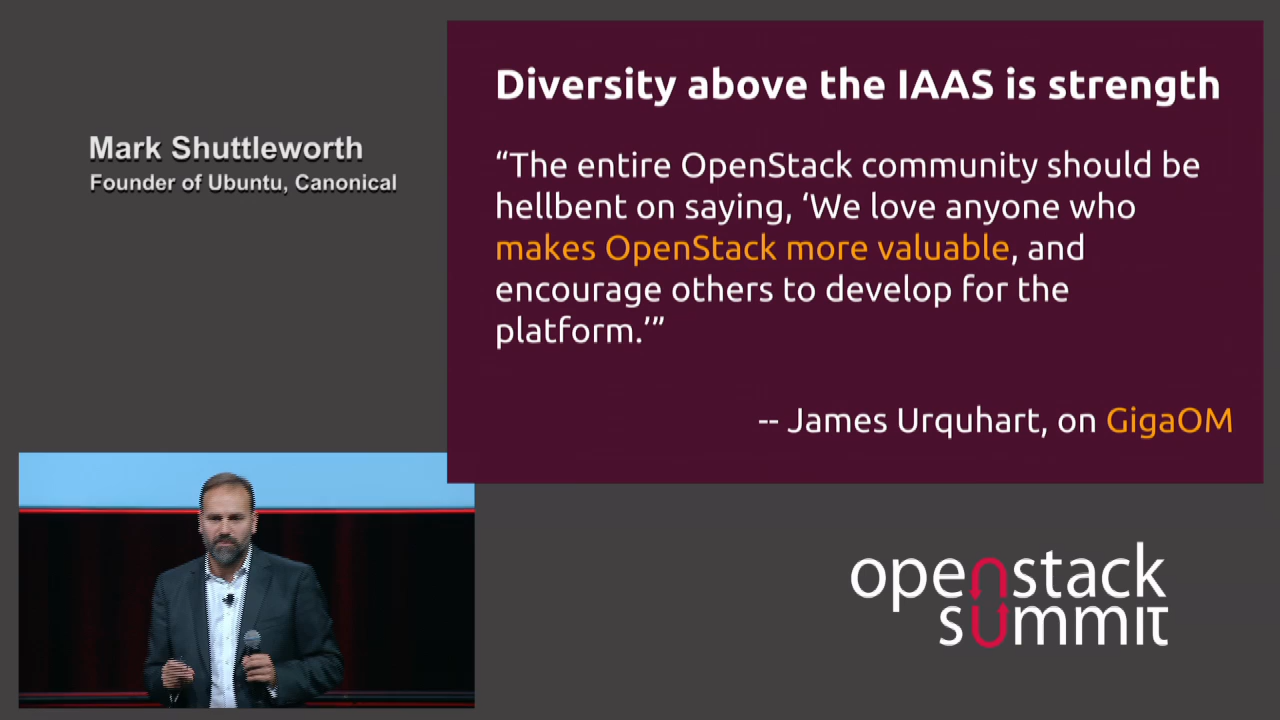 Mark Shuttleworth
Founder of Ubuntu, Canonical
Diversity above the IAAS is strength
“The entire OpenStack community should be
hellbent on saying, ‘We love anyone who
makes OpenStack more valuable, and
encourage others to develop for the
platform.’”
-- James Urquhart, on GigaOM
openstack
summit